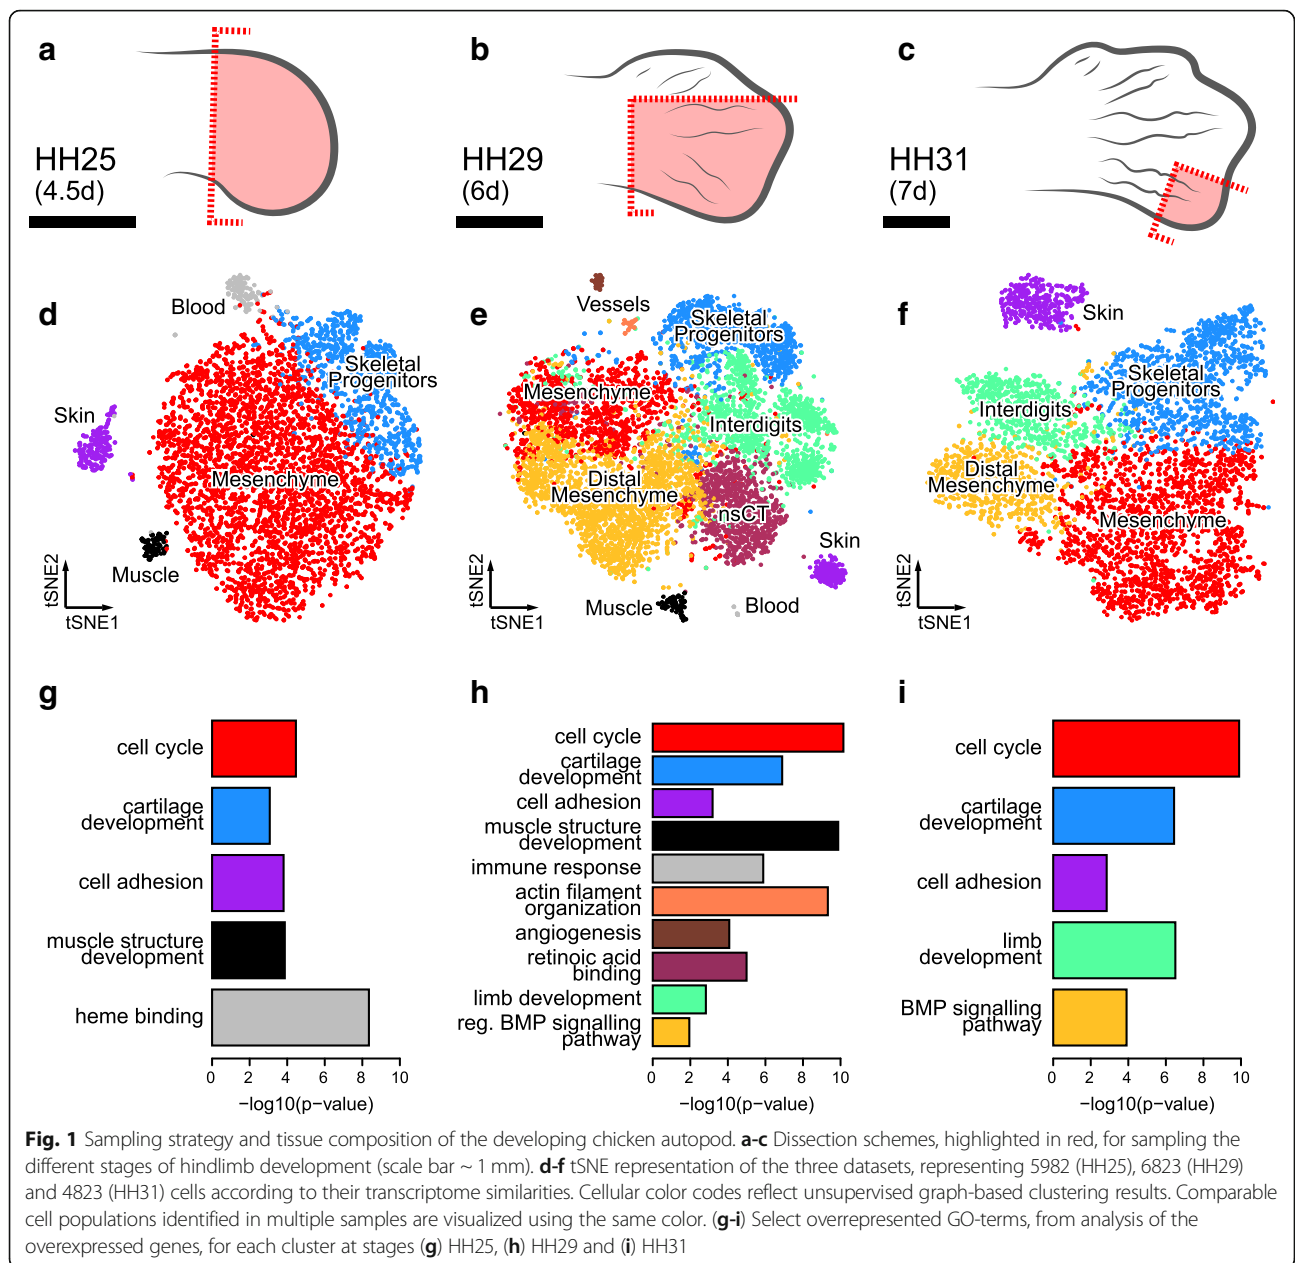 a
b
c
HH25
(4.5d)
HH29
(6d)
HH31
(7d)
d
Blood
Skeletal
Progenitors
Skin
Mesenchyme
Muscle
tSNE2
tSNE1
e
Vessels
Skeletal
Progenitors
Mesenchyme
Interdigits
Distal
Mesenchyme
nsCT
Skin
Muscle
Blood
tSNE2
tSNE1
f
Skin
Skeletal
Progenitors
Interdigits
Distal
Mesenchyme
Mesenchyme
tSNE2
tSNE1
g
cell cycle
cartilage
development
cell adhesion
muscle structure
development
heme binding
0 2 4 6 8 10
−log10(p−value)
h
cell cycle
cartilage
development
cell adhesion
muscle structure
development
immune response
actin filament
organization
angiogenesis
retinoic acid
binding
limb development
reg. BMP signalling
pathway
0 2 4 6 8 10
−log10(p−value)
i
cell cycle
cartilage
development
cell adhesion
limb
development
BMP signalling
pathway
0 2 4 6 8 10
−log10(p−value)
Fig. 1 Sampling strategy and tissue composition of the developing chicken autopod. a-c Dissection schemes, highlighted in red, for sampling the
different stages of hindlimb development (scale bar ~ 1 mm). d-f tSNE representation of the three datasets, representing 5982 (HH25), 6823 (HH29)
and 4823 (HH31) cells according to their transcriptome similarities. Cellular color codes reflect unsupervised graph-based clustering results. Comparable
cell populations identified in multiple samples are visualized using the same color. (g-i) Select overrepresented GO-terms, from analysis of the
overexpressed genes, for each cluster at stages (g) HH25, (h) HH29 and (i) HH31